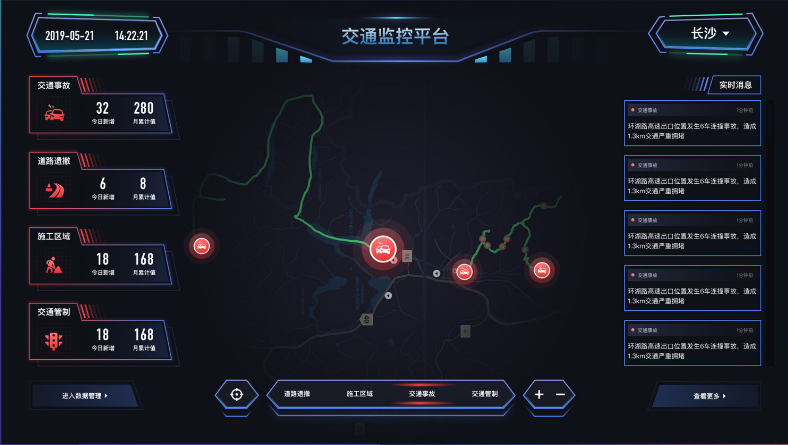 2019-05-21 14:22:21
交通监控平台
长沙
交通事故
32 280
今日新增 月累计值
道路遗撒
6 8
今日新增 月累计值
施工区域
18 168
今日新增 月累计值
交通管制
18 168
今日新增 月累计值
进入数据管理
实时消息
交通事故 1分钟前
环湖路高速出口位置发生6车连撞事故，造成
1.3km交通严重拥堵
交通事故 1分钟前
环湖路高速出口位置发生6车连撞事故，造成
1.3km交通严重拥堵
交通事故 1分钟前
环湖路高速出口位置发生6车连撞事故，造成
1.3km交通严重拥堵
交通事故 1分钟前
环湖路高速出口位置发生6车连撞事故，造成
1.3km交通严重拥堵
交通事故 1分钟前
环湖路高速出口位置发生6车连撞事故，造成
1.3km交通严重拥堵
道路遗撒 施工区域 交通事故 交通管制
+ −
查看更多